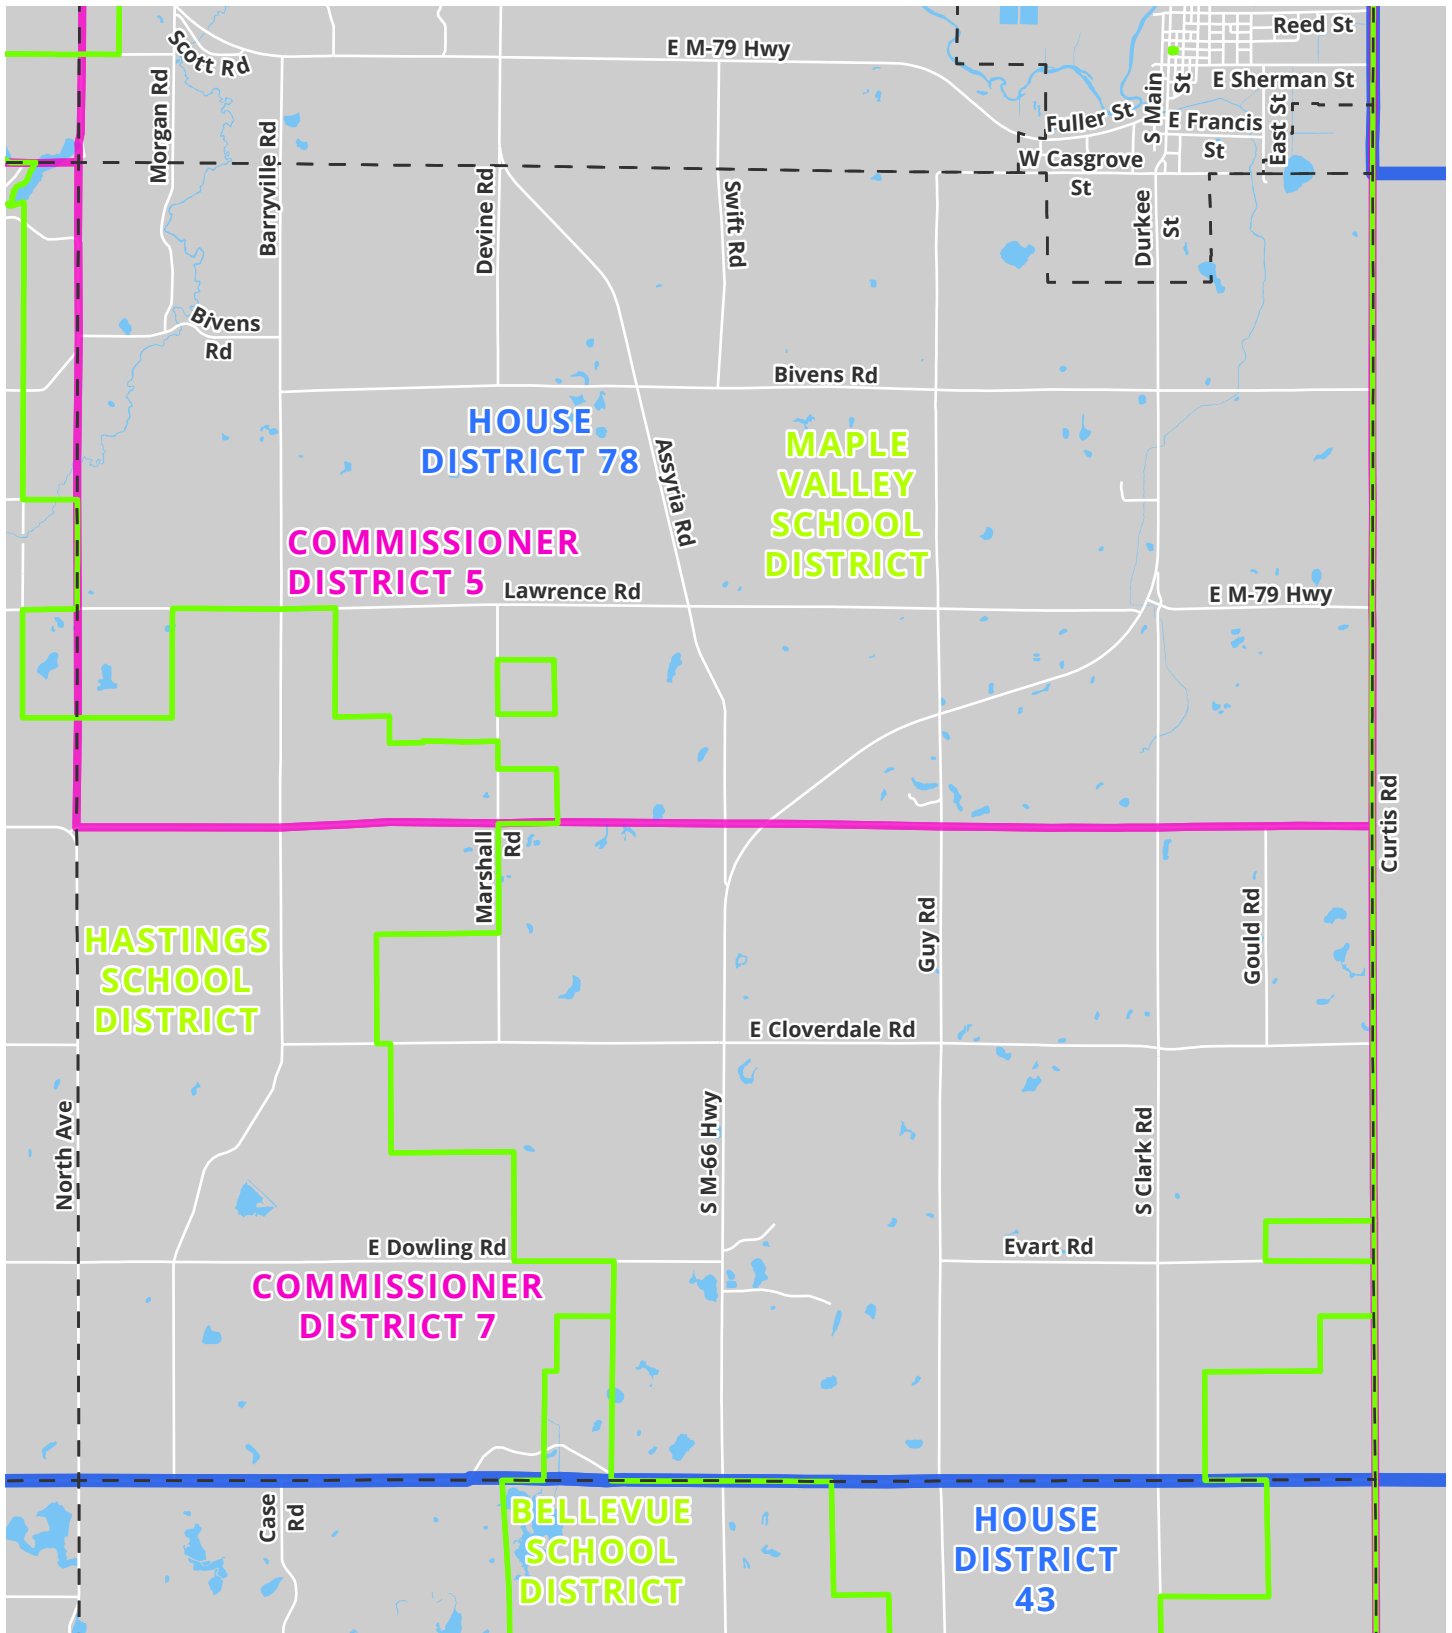 Reed St
Scott Rd
E M-79 Hwy
E Sherman St
Morgan Rd
S Main
St
Fuller St
E Francis
St
East St
Barryville Rd
W Casgrove
St
Devine Rd
Swift Rd
Durkee
St
Bivens
Rd
Bivens Rd
HOUSE
DISTRICT 78
MAPLE
VALLEY
SCHOOL
DISTRICT
Assyria Rd
COMMISSIONER
DISTRICT 5
Lawrence Rd
E M-79 Hwy
Curtis Rd
Marshall
Rd
Guy Rd
Gould Rd
HASTINGS
SCHOOL
DISTRICT
E Cloverdale Rd
North Ave
S M-66 Hwy
S Clark Rd
E Dowling Rd
Evart Rd
COMMISSIONER
DISTRICT 7
Case
Rd
BELLEVUE
SCHOOL
DISTRICT
HOUSE
DISTRICT
43